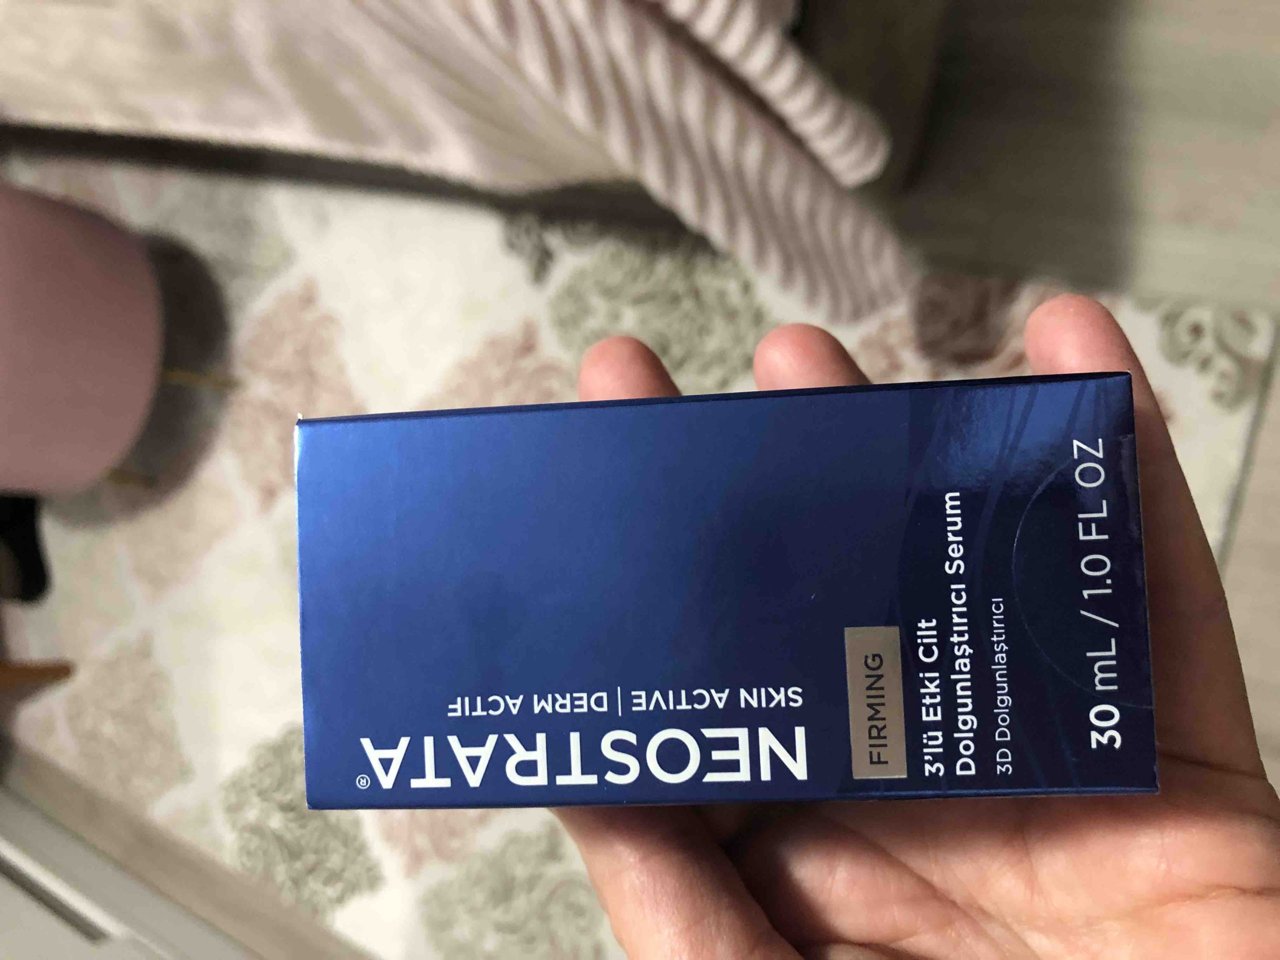 NEOSTRATA®
SKIN ACTIVE | DERM ACTIF
FIRMING
3'lü Etki Cilt
Dolgunlaştırıcı Serum
3D Dolgunlaştırıcı
30 mL / 1.0 FL OZ